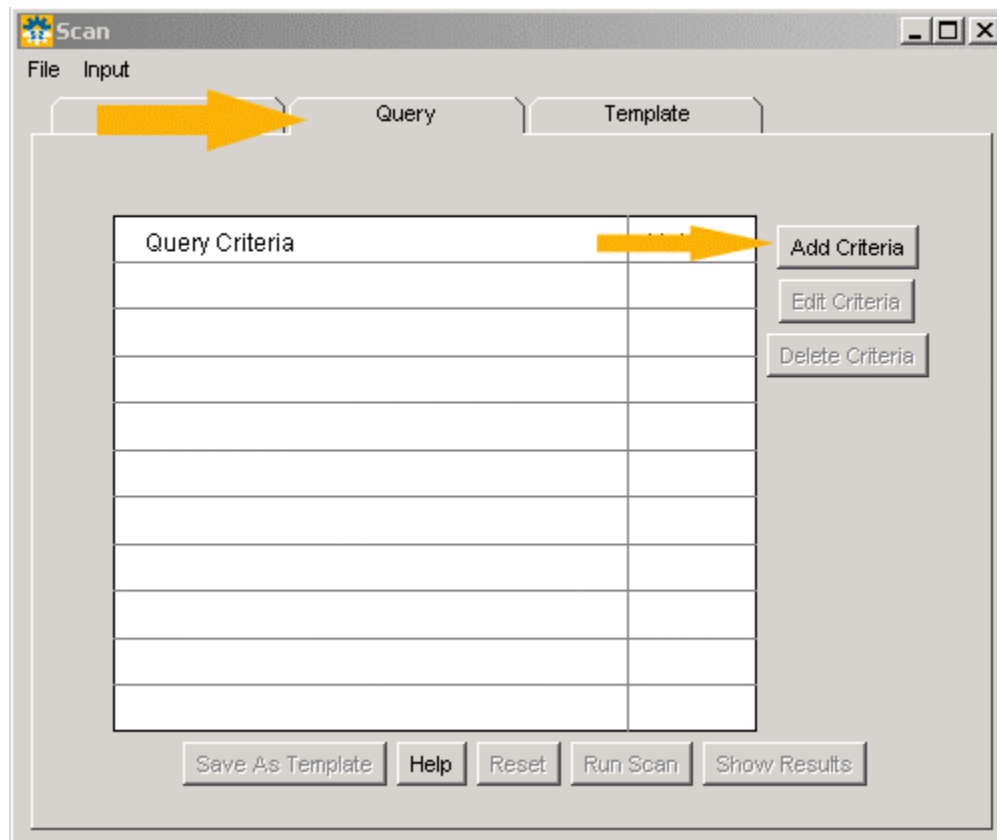 Scan
File Input
Query Template
Query Criteria
Add Criteria
Edit Criteria
Delete Criteria
Save As Template Help Reset Run Scan Show Results